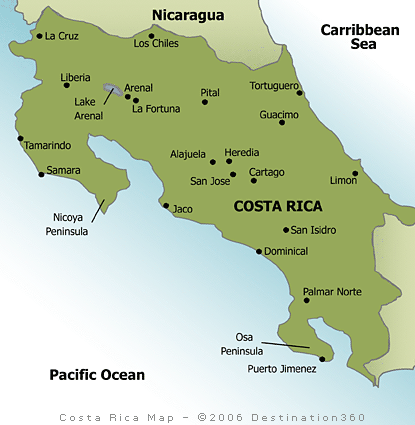 Nicaragua
Carribbean
Sea
La Cruz
Los Chiles
Liberia
Lake
Arenal
Arenal
La Fortuna
Pital
Tortuguero
Guacimo
Tamarindo
Samara
Alajuela
Heredia
San Jose
Cartago
Limon
Nicoya
Peninsula
Jaco
COSTA RICA
San Isidro
Dominical
Palmar Norte
Osa
Peninsula
Puerto Jimenez
Pacific Ocean
Costa Rica Map – ©2006 Destination360